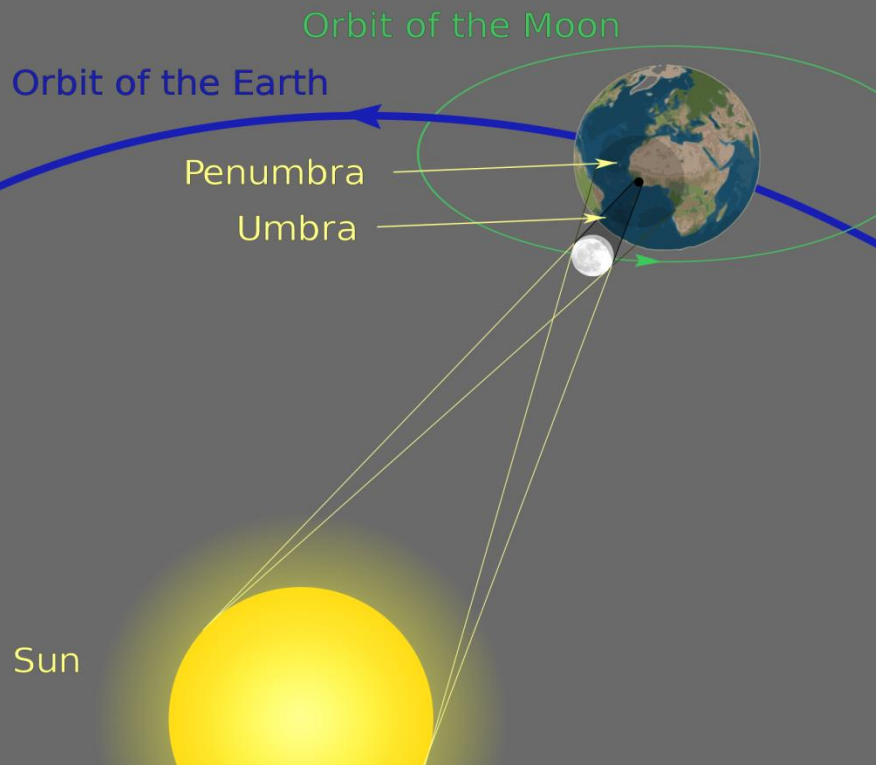 Orbit of the Moon
Orbit of the Earth
Penumbra
Umbra
Sun